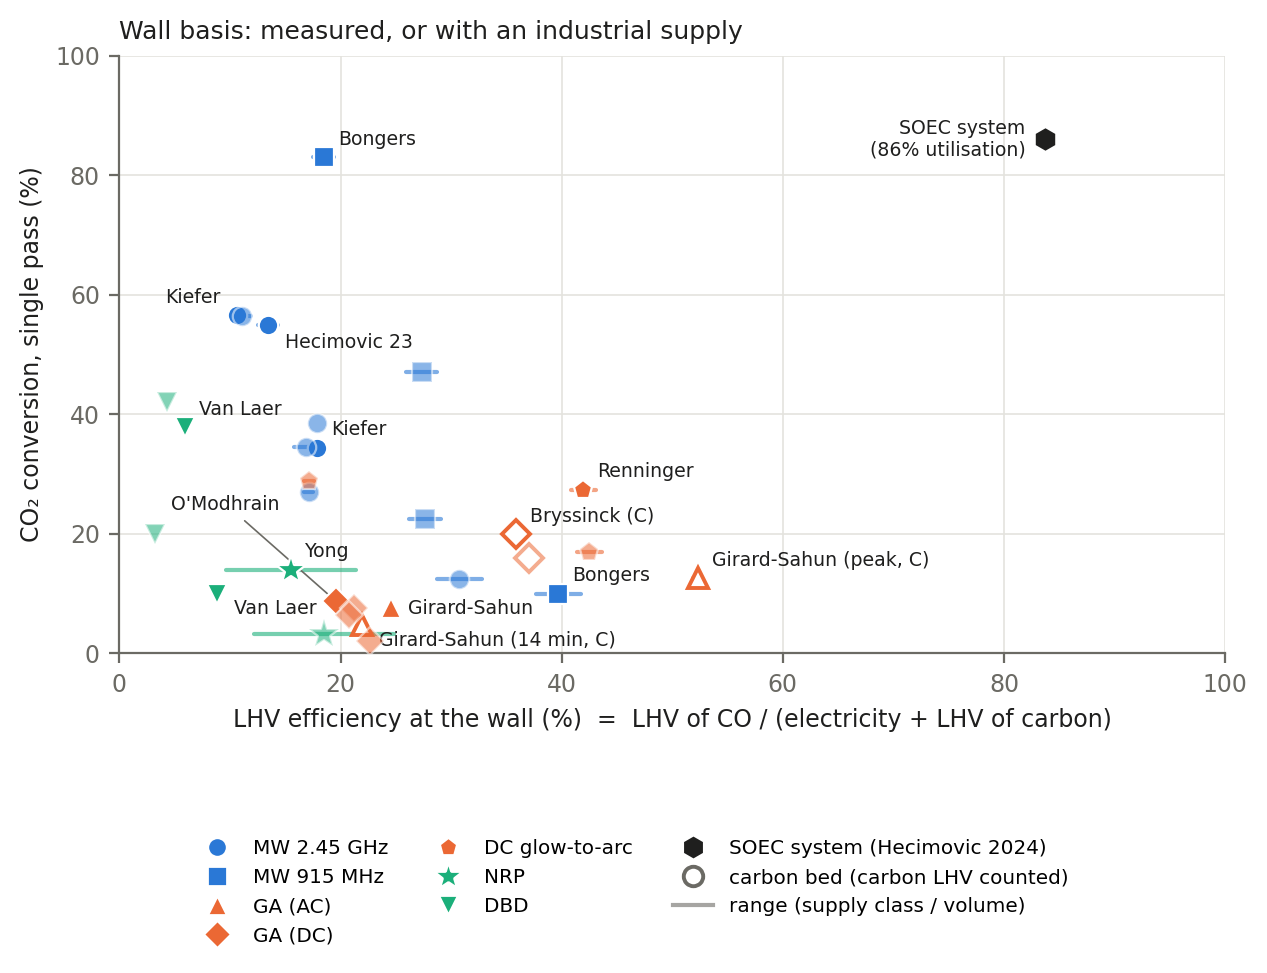 Wall basis: measured, or with an industrial supply
CO₂ conversion, single pass (%)
100
80
60
40
20
0
Bongers
SOEC system
(86% utilisation)
Kiefer
Hecimovic 23
Van Laer
Kiefer
Renninger
O'Modhrain
Bryssinck (C)
Yong
Girard-Sahun (peak, C)
Bongers
Van Laer
Girard-Sahun
Girard-Sahun (14 min, C)
0
20
40
60
80
100
LHV efficiency at the wall (%)  =  LHV of CO / (electricity + LHV of carbon)
MW 2.45 GHz
MW 915 MHz
GA (AC)
GA (DC)
DC glow-to-arc
NRP
DBD
SOEC system (Hecimovic 2024)
carbon bed (carbon LHV counted)
range (supply class / volume)